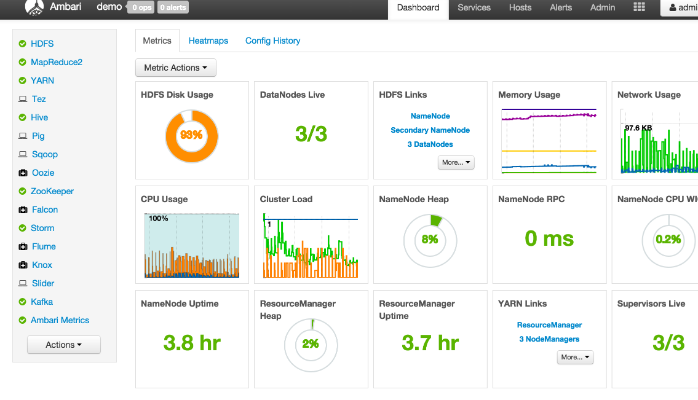 Ambari demo 0 ops 0 alerts Dashboard Services Hosts Alerts Admin
HDFS
MapReduce2
YARN
Tez
Hive
Pig
Sqoop
Oozie
ZooKeeper
Falcon
Storm
Flume
Knox
Slider
Kafka
Ambari Metrics
Actions
Metrics Heatmaps Config History
Metric Actions
HDFS Disk Usage
93%
DataNodes Live
3/3
HDFS Links
NameNode
Secondary NameNode
3 DataNodes
More...
Memory Usage
Network Usage
97.6 KB
CPU Usage
100%
Cluster Load
1
NameNode Heap
8%
NameNode RPC
0 ms
NameNode CPU
0.2%
NameNode Uptime
3.8 hr
ResourceManager
Heap
2%
ResourceManager
Uptime
3.7 hr
YARN Links
ResourceManager
3 NodeManagers
More...
Supervisors Live
3/3